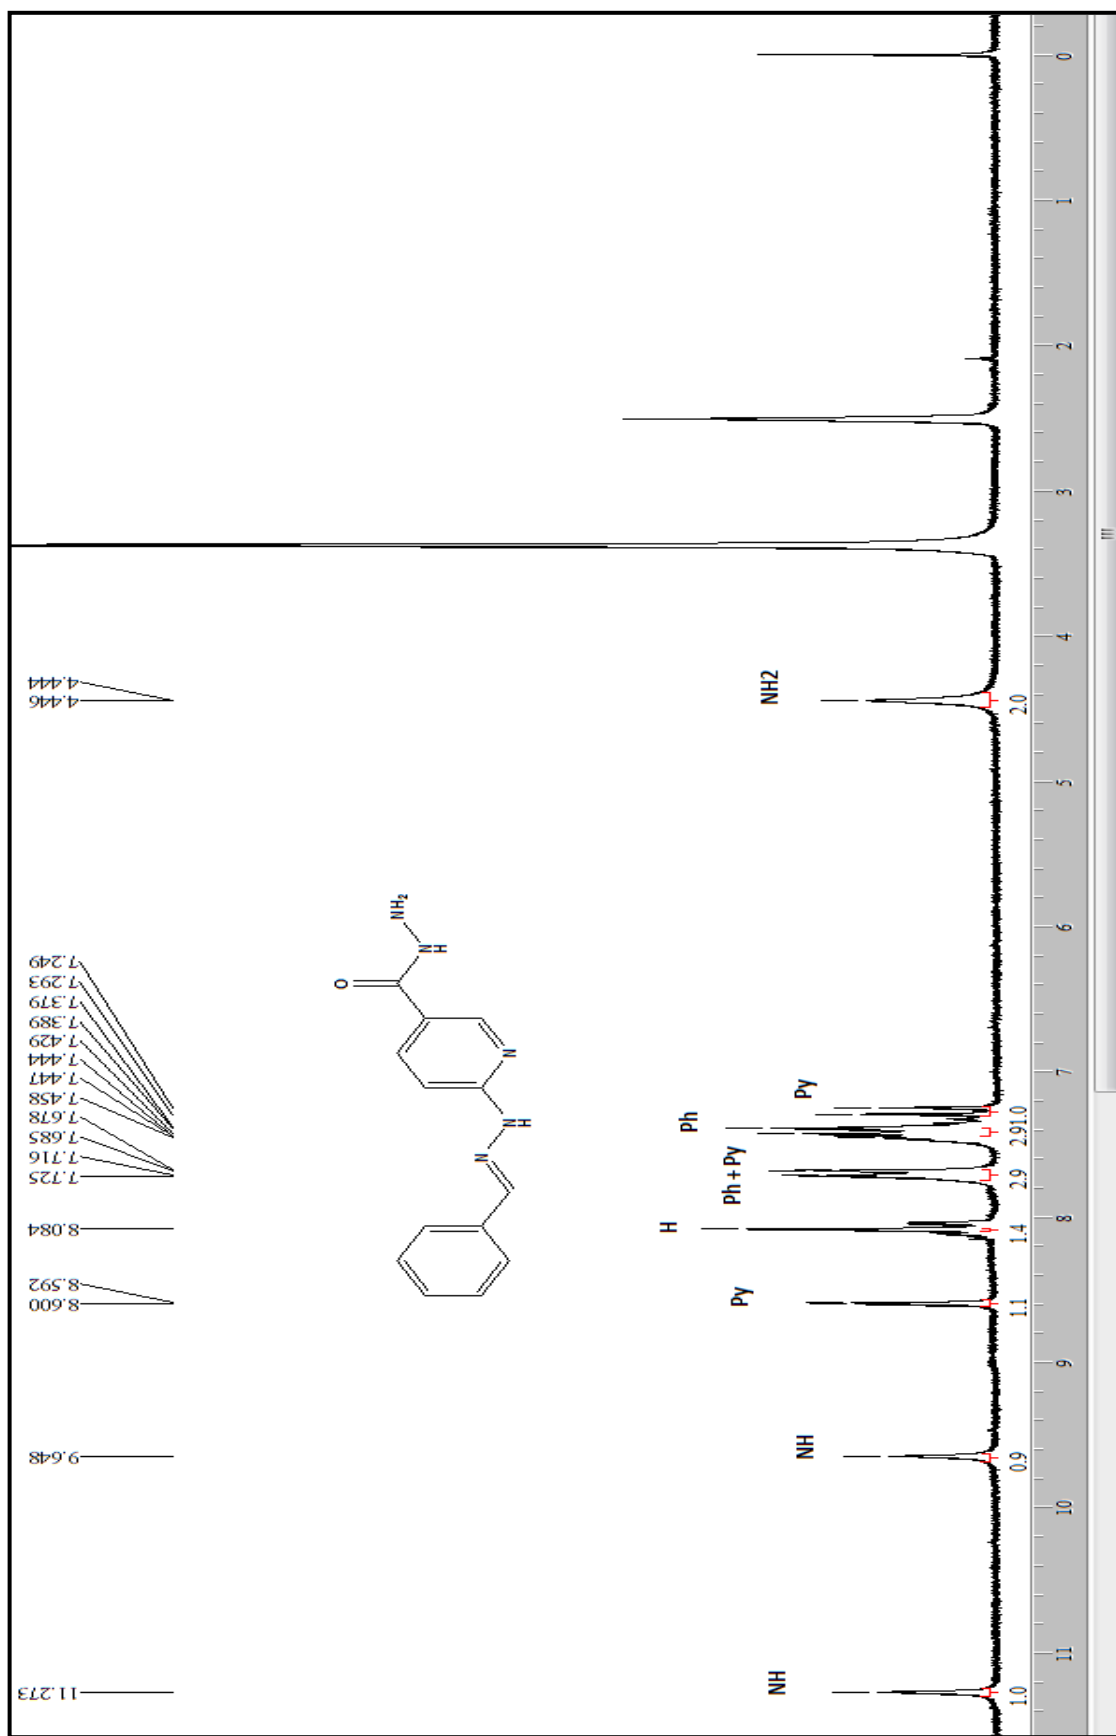 11.273
9.648
8.600
8.592
8.084
7.725
7.716
7.685
7.678
7.458
7.447
7.444
7.429
7.389
7.379
7.293
7.249
4.446
4.444
O
NH₂
N
H
N
N
H
N
NH
NH
Py
H
Ph + Py
Ph
Py
NH2
1.0 0.9 1.1 1.4 2.9 2.9 1.0 2.0
11 10 9 8 7 6 5 4 3 2 1 0